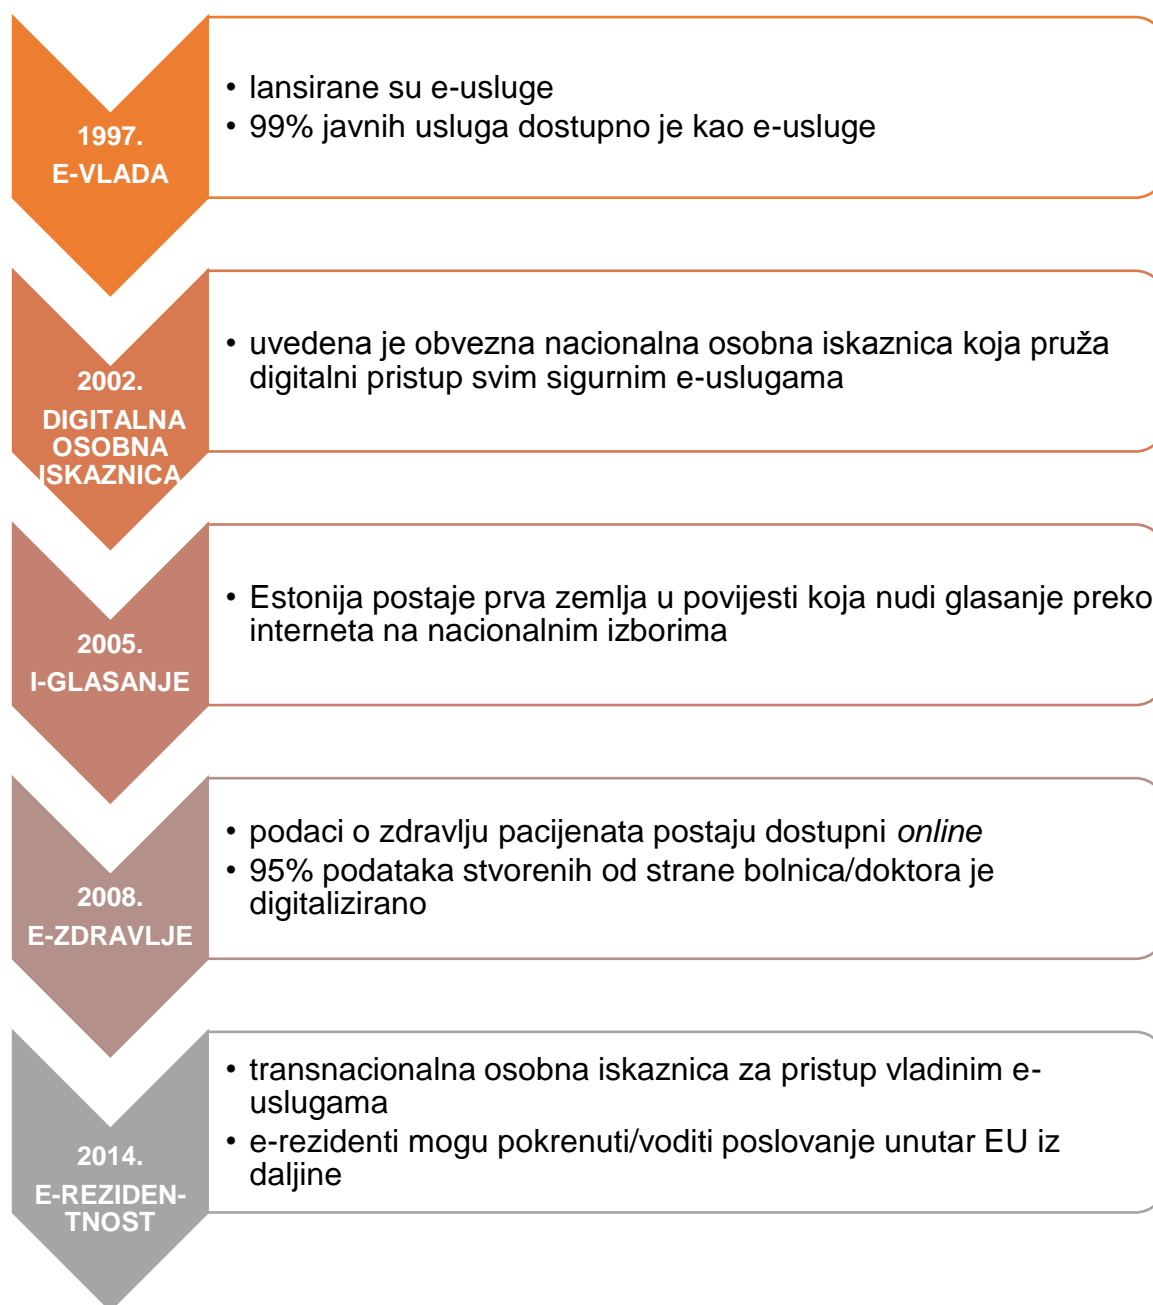 1997.
E-VLADA
• lansirane su e-usluge
• 99% javnih usluga dostupno je kao e-usluge
2002.
DIGITALNA
OSOBNA
ISKAZNICA
• uvedena je obvezna nacionalna osobna iskaznica koja pruža
digitalni pristup svim sigurnim e-uslugama
2005.
I-GLASANJE
• Estonija postaje prva zemlja u povijesti koja nudi glasanje preko
interneta na nacionalnim izborima
2008.
E-ZDRAVLJE
• podaci o zdravlju pacijenata postaju dostupni online
• 95% podataka stvorenih od strane bolnica/doktora je
digitalizirano
2014.
E-REZIDEN-
TNOST
• transnacionalna osobna iskaznica za pristup vladinim e-
uslugama
• e-rezidenti mogu pokrenuti/voditi poslovanje unutar EU iz
daljine